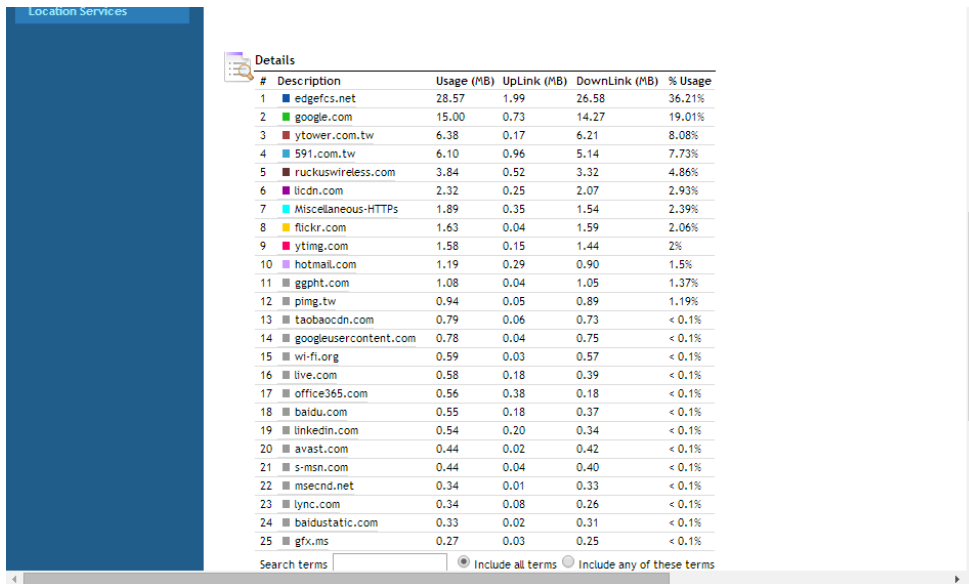 Location Services
Details
# Description Usage (MB) UpLink (MB) DownLink (MB) % Usage
1 edgefcs.net 28.57 1.99 26.58 36.21%
2 google.com 15.00 0.73 14.27 19.01%
3 ytower.com.tw 6.38 0.17 6.21 8.08%
4 591.com.tw 6.10 0.96 5.14 7.73%
5 ruckuswireless.com 3.84 0.52 3.32 4.86%
6 licdn.com 2.32 0.25 2.07 2.93%
7 Miscellaneous-HTTPs 1.89 0.35 1.54 2.39%
8 flickr.com 1.63 0.04 1.59 2.06%
9 ytimg.com 1.58 0.15 1.44 2%
10 hotmail.com 1.19 0.29 0.90 1.5%
11 ggpht.com 1.08 0.04 1.05 1.37%
12 pimg.tw 0.94 0.05 0.89 1.19%
13 taobaocdn.com 0.79 0.06 0.73 < 0.1%
14 googleusercontent.com 0.78 0.04 0.75 < 0.1%
15 wi-fi.org 0.59 0.03 0.57 < 0.1%
16 live.com 0.58 0.18 0.39 < 0.1%
17 office365.com 0.56 0.38 0.18 < 0.1%
18 baidu.com 0.55 0.18 0.37 < 0.1%
19 linkedin.com 0.54 0.20 0.34 < 0.1%
20 avast.com 0.44 0.02 0.42 < 0.1%
21 s-msn.com 0.44 0.04 0.40 < 0.1%
22 msecnd.net 0.34 0.01 0.33 < 0.1%
23 lync.com 0.34 0.08 0.26 < 0.1%
24 baidustatic.com 0.33 0.02 0.31 < 0.1%
25 gfx.ms 0.27 0.03 0.25 < 0.1%
Search terms Include all terms Include any of these terms